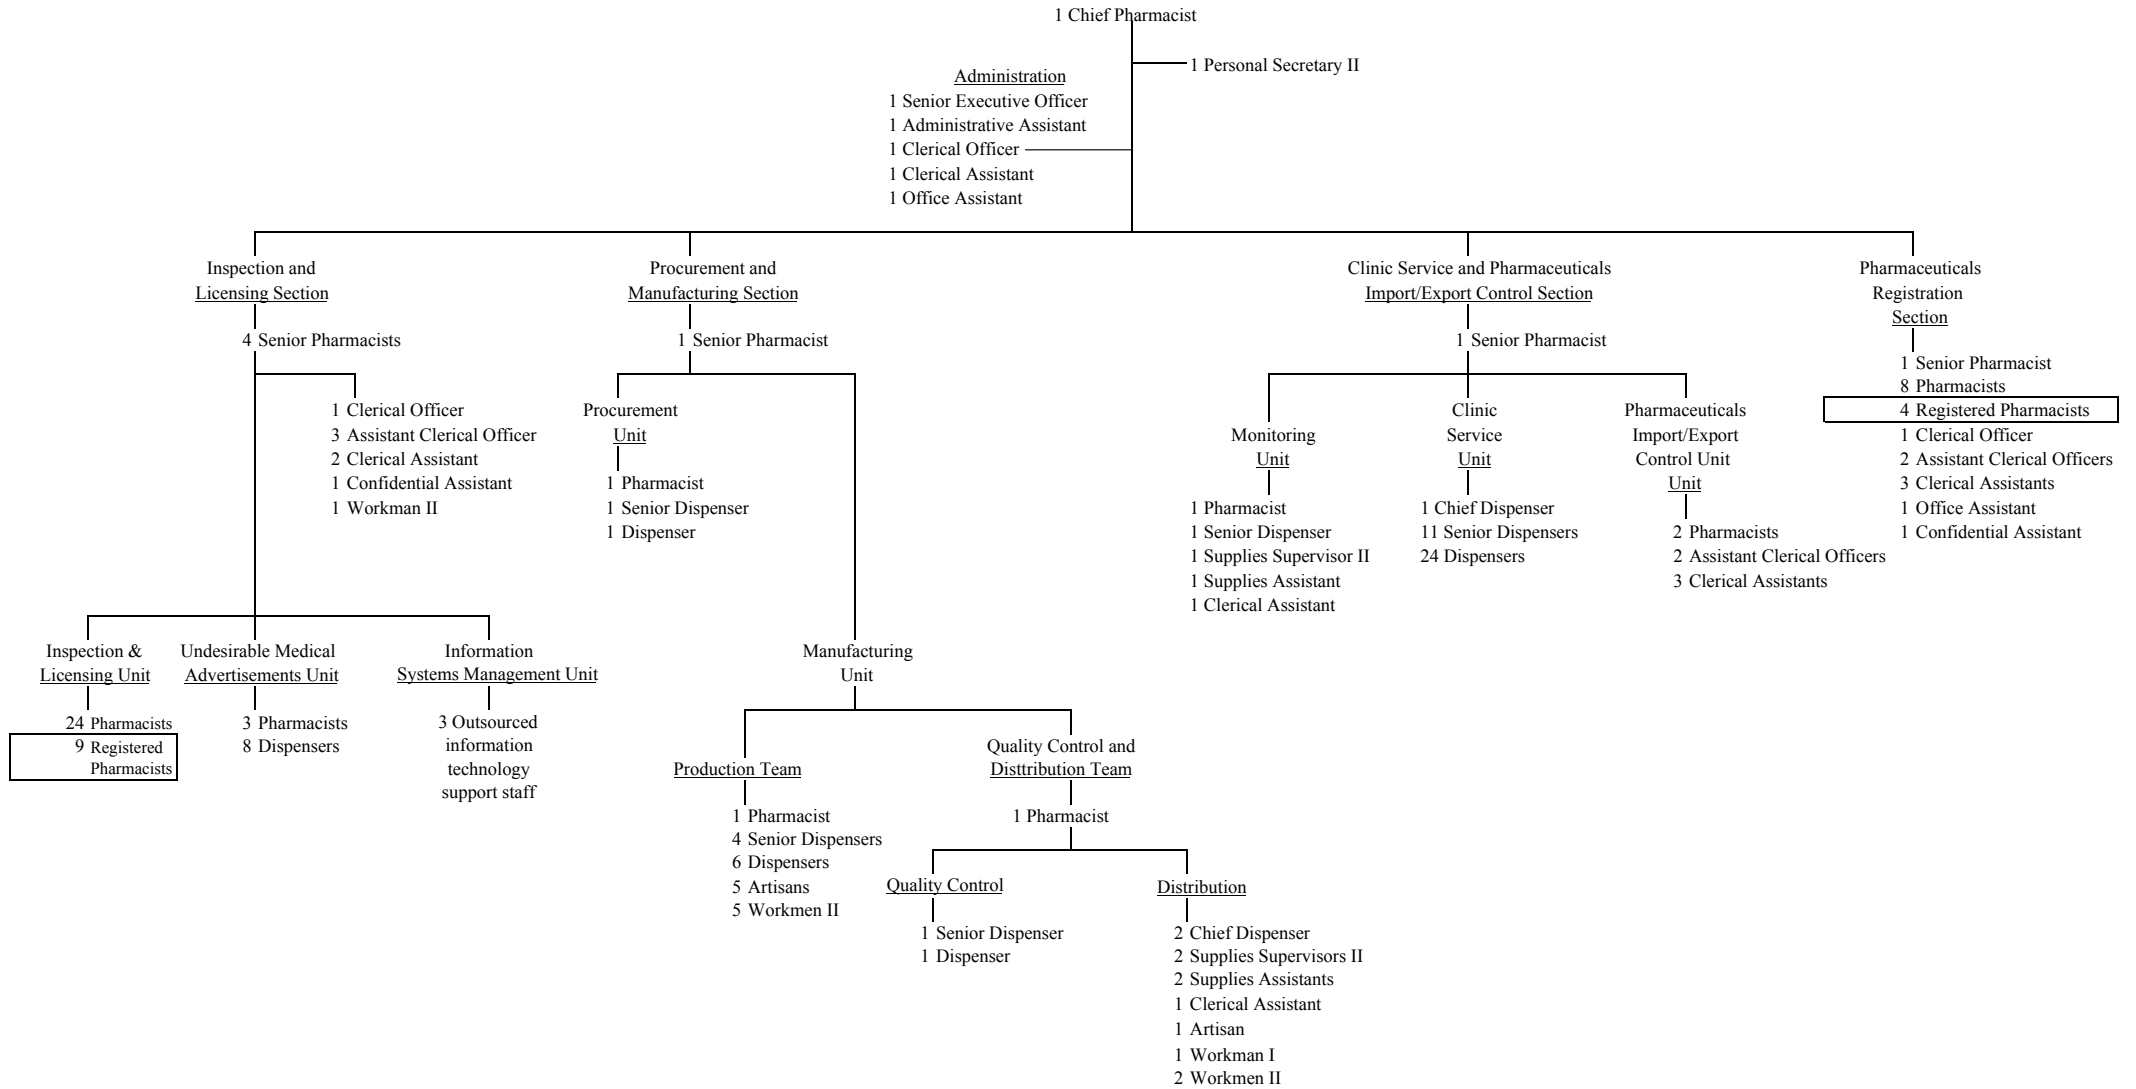 1 Chief Pharmacist
1 Personal Secretary II
Administration
1 Senior Executive Officer
1 Administrative Assistant
1 Clerical Officer
1 Clerical Assistant
1 Office Assistant
Inspection and
Licensing Section
4 Senior Pharmacists
1 Clerical Officer
3 Assistant Clerical Officer
2 Clerical Assistant
1 Confidential Assistant
1 Workman II
Inspection &
Licensing Unit
24 Pharmacists
9 Registered
Pharmacists
Undesirable Medical
Advertisements Unit
3 Pharmacists
8 Dispensers
Information
Systems Management Unit
3 Outsourced
information
technology
support staff
Procurement and
Manufacturing Section
1 Senior Pharmacist
Procurement
Unit
1 Pharmacist
1 Senior Dispenser
1 Dispenser
Manufacturing
Unit
Production Team
1 Pharmacist
4 Senior Dispensers
6 Dispensers
5 Artisans
5 Workmen II
Quality Control and
Disttribution Team
1 Pharmacist
Quality Control
1 Senior Dispenser
1 Dispenser
Distribution
2 Chief Dispenser
2 Supplies Supervisors II
2 Supplies Assistants
1 Clerical Assistant
1 Artisan
1 Workman I
2 Workmen II
Clinic Service and Pharmaceuticals
Import/Export Control Section
1 Senior Pharmacist
Monitoring
Unit
1 Pharmacist
1 Senior Dispenser
1 Supplies Supervisor II
1 Supplies Assistant
1 Clerical Assistant
Clinic
Service
Unit
1 Chief Dispenser
11 Senior Dispensers
24 Dispensers
Pharmaceuticals
Import/Export
Control Unit
Unit
2 Pharmacists
2 Assistant Clerical Officers
3 Clerical Assistants
Pharmaceuticals
Registration
Section
1 Senior Pharmacist
8 Pharmacists
4 Registered Pharmacists
1 Clerical Officer
2 Assistant Clerical Officers
3 Clerical Assistants
1 Office Assistant
1 Confidential Assistant